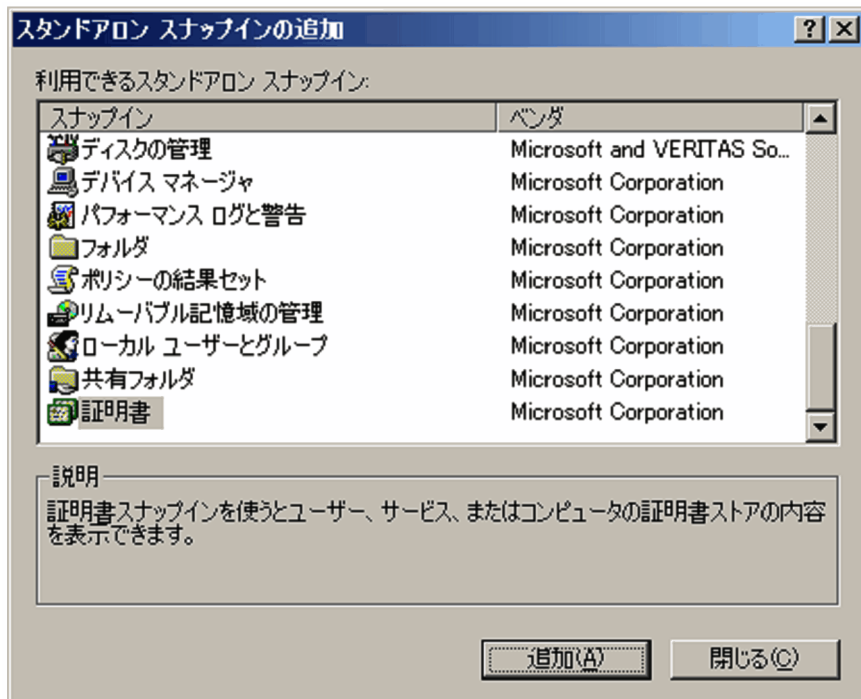 スタンドアロン スナップインの追加
利用できるスタンドアロン スナップイン:
スナップイン ベンダ
ディスクの管理 Microsoft and VERITAS So...
デバイス マネージャ Microsoft Corporation
パフォーマンス ログと警告 Microsoft Corporation
フォルダ Microsoft Corporation
ポリシーの結果セット Microsoft Corporation
リムーバブル記憶域の管理 Microsoft Corporation
ローカル ユーザーとグループ Microsoft Corporation
共有フォルダ Microsoft Corporation
証明書 Microsoft Corporation
説明
証明書スナップインを使うとユーザー、サービス、またはコンピュータの証明書ストアの内容
を表示できます。
追加(A) 閉じる(C)